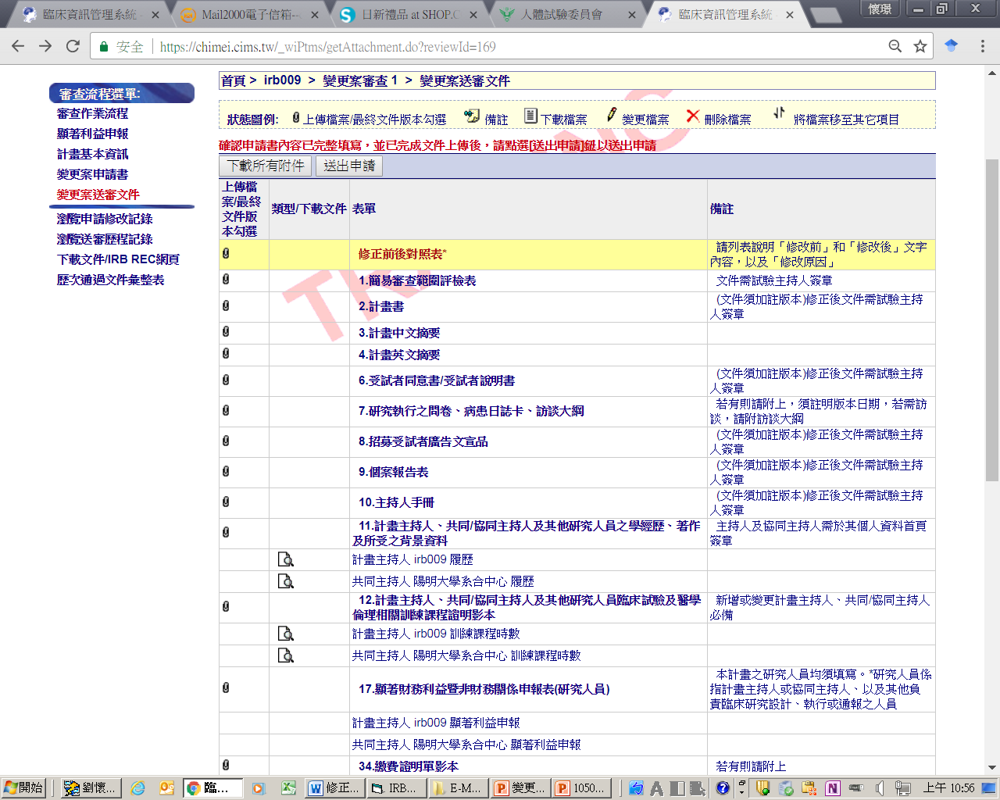 臨床資訊管理系統
Mail2000電子信箱--
日新禮品 at SHOP.C
人體試驗委員會
臨床資訊管理系統
懷環
安全
https://chimei.cims.tw/_wiPtms/getAttachment.do?reviewId=169
審查流程選單:
審查作業流程
顯著利益申報
計畫基本資訊
變更案申請書
變更案送審文件
瀏覽申請修改記錄
瀏覽送審歷程記錄
下載文件/IRB REC網頁
歷次通過文件彙整表
首頁 > irb009 > 變更案審查 1 > 變更案送審文件
狀態圖例: 上傳檔案/最終文件版本勾選 備註 下載檔案 變更檔案 刪除檔案 將檔案移至其它項目
確認申請書內容已完整填寫，並已完成文件上傳後，請點選[送出申請]鈕以送出申請
下載所有附件 送出申請
上傳檔
案/最終
文件版
本勾選
類型/下載文件 表單 備註
修正前後對照表*
請列表說明「修改前」和「修改後」文字
內容，以及「修改原因」
1.簡易審查範圍評檢表 文件需試驗主持人簽章
2.計畫書
(文件須加註版本)修正後文件需試驗主持
人簽章
3.計畫中文摘要
4.計畫英文摘要
6.受試者同意書/受試者說明書
(文件須加註版本)修正後文件需試驗主持
人簽章
7.研究執行之問卷、病患日誌卡、訪談大綱
若有則請附上，須註明版本日期，若需訪
談，請附訪談大綱
8.招募受試者廣告文宣品
(文件須加註版本)修正後文件需試驗主持
人簽章
9.個案報告表
(文件須加註版本)修正後文件需試驗主持
人簽章
10.主持人手冊
(文件須加註版本)修正後文件需試驗主持
人簽章
11.計畫主持人、共同/協同主持人及其他研究人員之學經歷、著作
及所受之背景資料
主持人及協同主持人需於其個人資料首頁
簽章
計畫主持人 irb009 履歷
共同主持人 陽明大學系合中心 履歷
12.計畫主持人、共同/協同主持人及其他研究人員臨床試驗及醫學
倫理相關訓練課程證明影本
新增或變更計畫主持人、共同/協同主持人
必備
計畫主持人 irb009 訓練課程時數
共同主持人 陽明大學系合中心 訓練課程時數
17.顯著財務利益暨非財務關係申報表(研究人員)
本計畫之研究人員均須填寫。*研究人員係
指計畫主持人或協同主持人、以及其他負
責臨床研究設計、執行或通報之人員
計畫主持人 irb009 顯著利益申報
共同主持人 陽明大學系合中心 顯著利益申報
34.繳費證明單影本 若有則請附上
開始
劉懷...
臨...
修正...
IRB...
E-M...
變更...
1050...
上午 10:56